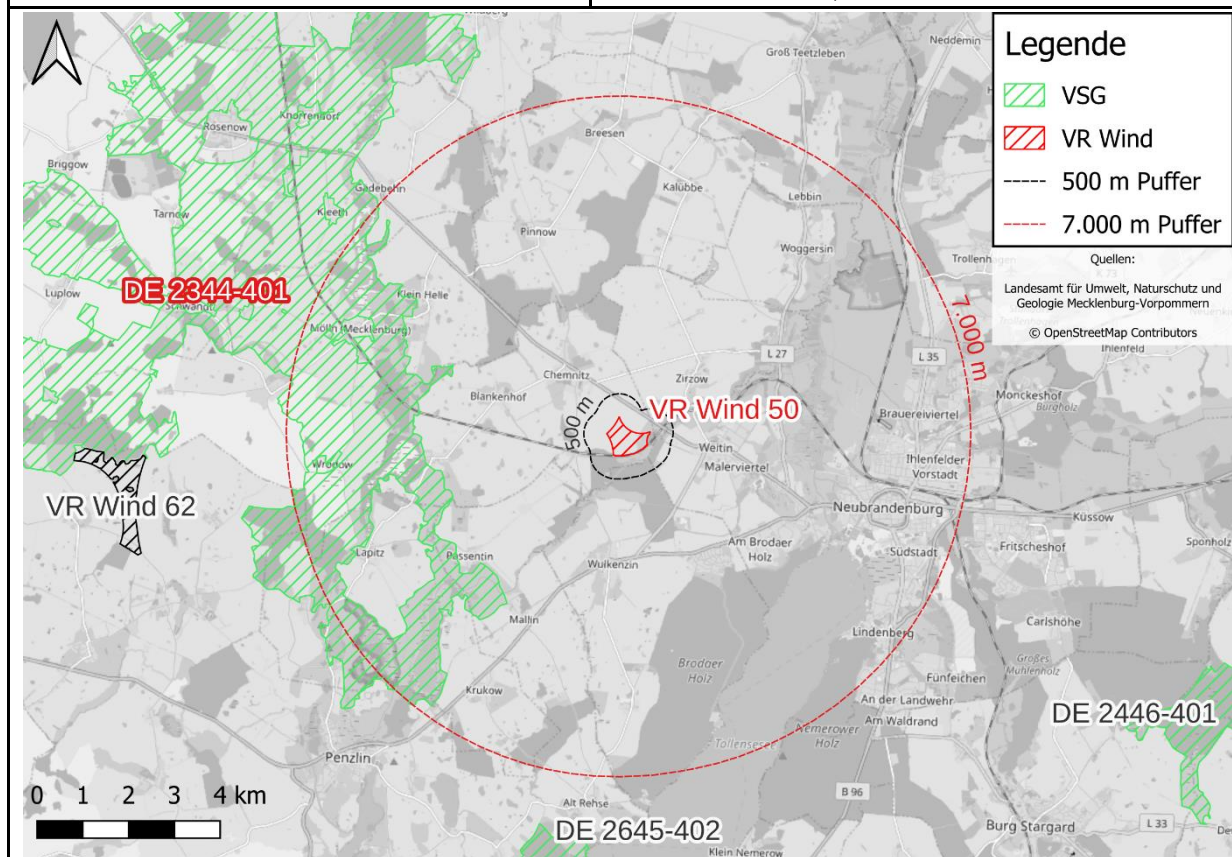 Legende
VSG
VR Wind
500 m Puffer
7.000 m Puffer
Quellen:
Landesamt für Umwelt, Naturschutz und
Geologie Mecklenburg-Vorpommern
© OpenStreetMap Contributors
Groß Teetzleben
Neddemin
Knorrendorf
Rosenow
Breesen
Briggow
Gadebehn
Kalübbe
Lebbin
Tarnow
Kleeth
Pinnow
Woggersin
Trollenhagen
K 73
DE 2344-401
Luplow
Schwandt
Klein Helle
7.000 m
Mölln (Mecklenburg)
Ihlenfeld
L 27
L 35
Chemnitz
Zirzow
Blankenhof
Monckeshof
Burgholz
VR Wind 50
500 m
Brauereiviertel
Weitin
Malerviertel
Ihlenfelder
Vorstadt
Wrodow
VR Wind 62
Neubrandenburg
Küssow
Am Brodaer
Holz
Südstadt
Fritscheshof
Sponholz
Lapitz
Passentin
Wulkenzin
Mallin
Carlshöhe
Lindenberg
Brodaer
Holz
Großes
Mühlenholz
Krukow
Fünfeichen
An der Landwehr
Am Waldrand
DE 2446-401
Tollensesee
Nemerower
Holz
Penzlin
0 1 2 3 4 km
B 96
Alt Rehse
DE 2645-402
Burg Stargard
L 33
Klein Nemerow